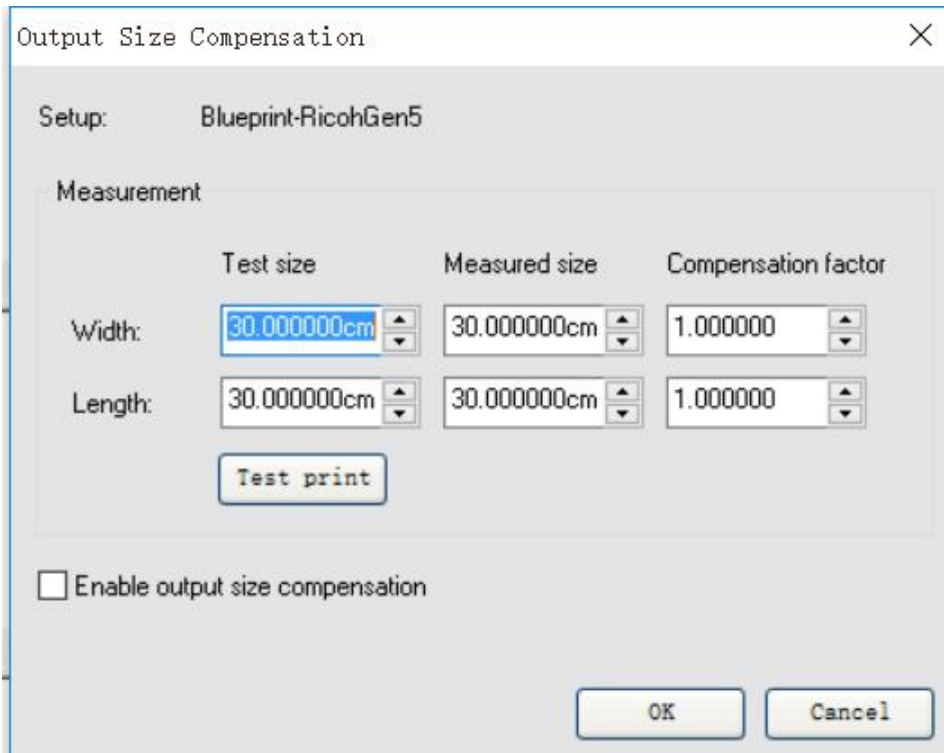 Output Size Compensation
Setup: Blueprint-RicohGen5
Measurement
Test size Measured size Compensation factor
Width: 30.000000cm 30.000000cm 1.000000
Length: 30.000000cm 30.000000cm 1.000000
Test print
Enable output size compensation
OK Cancel